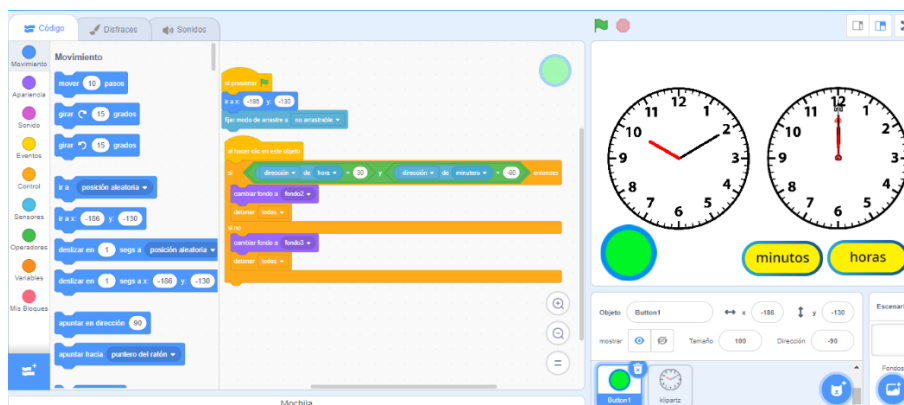 Código
Disfraces
Sonidos
Movimiento
Apariencia
Sonido
Eventos
Control
Sensores
Operadores
Variables
Mis Bloques
Movimiento
mover 10 pasos
girar 15 grados
girar 15 grados
ir a posición aleatoria
ir a x: -186 y: -130
deslizar en 1 segs a posición aleatoria
deslizar en 1 segs a x: -186 y: -130
apuntar en dirección 90
apuntar hacia puntero del ratón
al presionar
ir a x: -186 y: -130
fijar modo de arrastre a no arrastrable
al hacer clic en este objeto
si dirección de hora = 30 y dirección de minutero = -90 entonces
cambiar fondo a fondo2
detener todos
si no
cambiar fondo a fondo3
detener todos
Mochila
12
11
1
10
2
9
3
8
4
7
5
6
12
11
1
10
2
9
3
8
4
7
5
6
minutos
horas
Objeto Button1 x -186 y -130
mostrar Tamaño 100 Dirección -90
Button1
klipartz
Escenari
Fondos